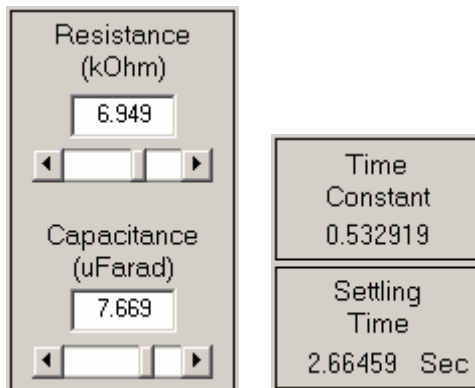 Resistance
(kOhm)
6.949
Capacitance
(uFarad)
7.669
Time
Constant
0.532919
Settling
Time
2.66459 Sec